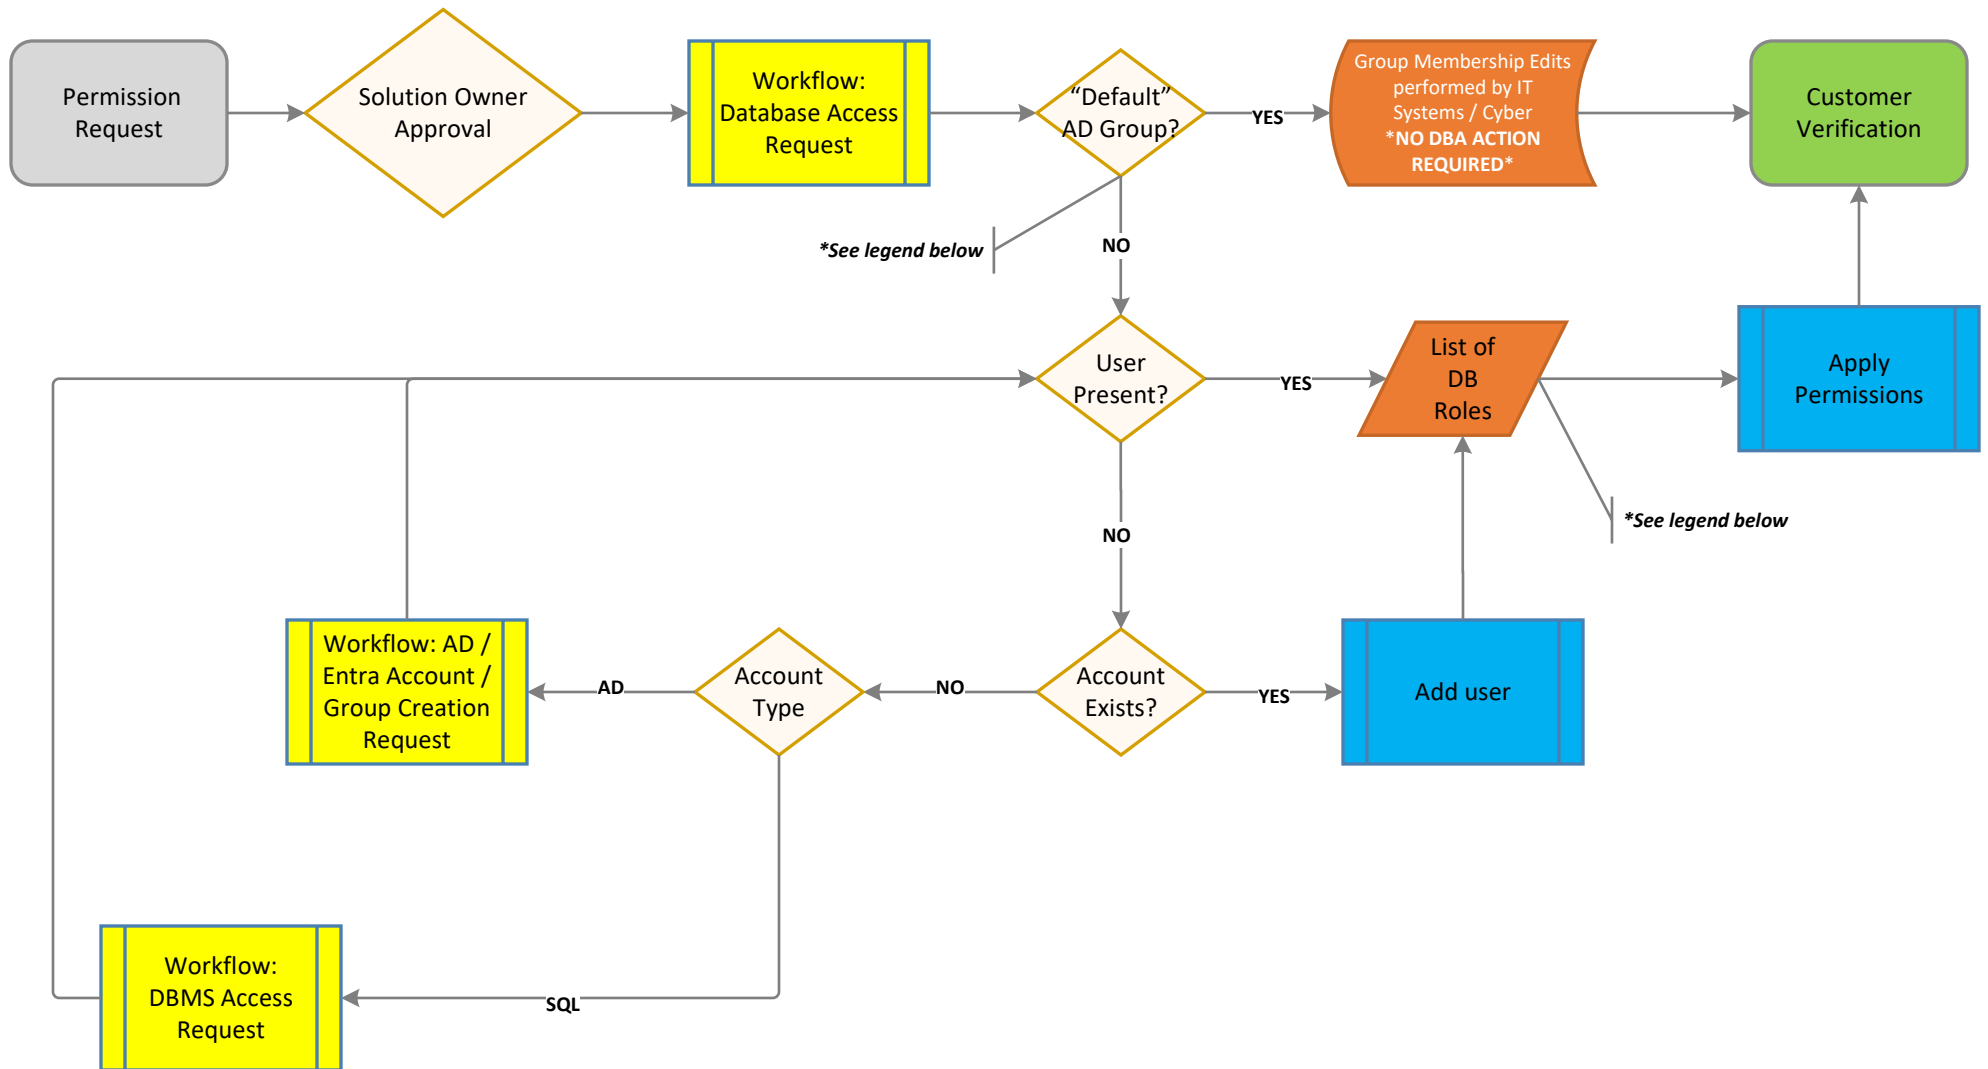 Permission
Request
Solution Owner
Approval
Workflow:
Database Access
Request
“Default”
AD Group?
YES
Group Membership Edits
performed by IT
Systems / Cyber
*NO DBA ACTION
REQUIRED*
Customer
Verification
*See legend below
NO
User
Present?
YES
List of
DB
Roles
Apply
Permissions
*See legend below
NO
Workflow: AD /
Entra Account /
Group Creation
Request
AD
Account
Type
NO
Account
Exists?
YES
Add user
Workflow:
DBMS Access
Request
SQL